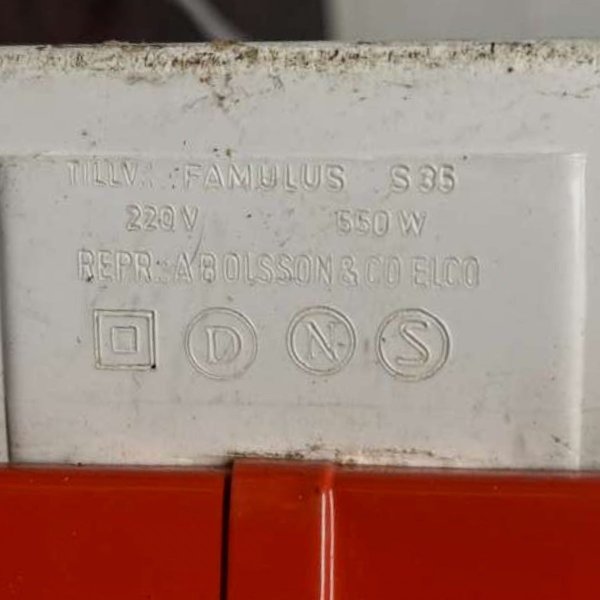 TILLV.: FAMULUS S 35
220 V 550 W
REPR.: AB OLSSON & CO ELCO
D N S